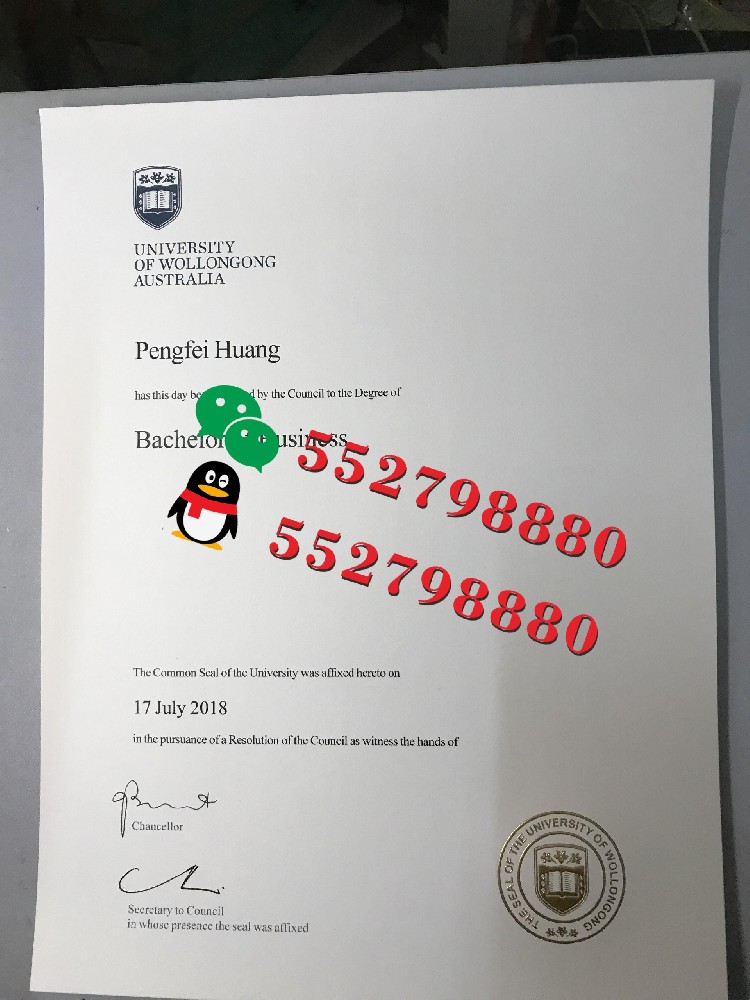 UNIVERSITY
OF WOLLONGONG
AUSTRALIA
Pengfei Huang
has this day by the Council to the Degree of
Bachelor
552798880
552798880
The Common Seal of the University was affixed hereto on
17 July 2018
in the pursuance of a Resolution of the Council as witness the hands of
Chancellor
Secretary to Council
in whose presence the seal was affixed
THE SEAL OF THE UNIVERSITY OF WOLLONGONG